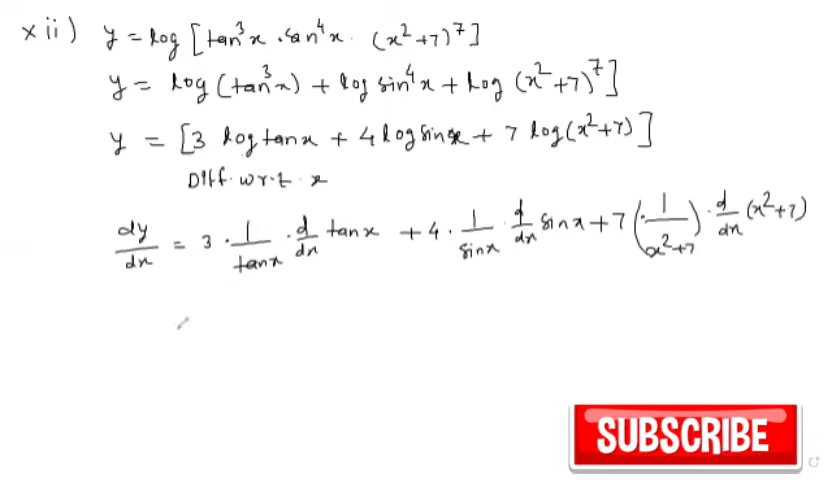 xii) y = log [tan³x · san⁴x · (x²+7)⁷]
y = log (tan³x) + log sin⁴x + log (x²+7)⁷]
y = [3 log tanx + 4 log sinx + 7 log(x²+7)]
Diff. w.r.t. x
dy/dx = 3 · 1/tanx · d/dx tanx + 4 · 1/sinx · d/dx sinx + 7 (1/x²+7) · d/dx (x²+7)
SUBSCRIBE